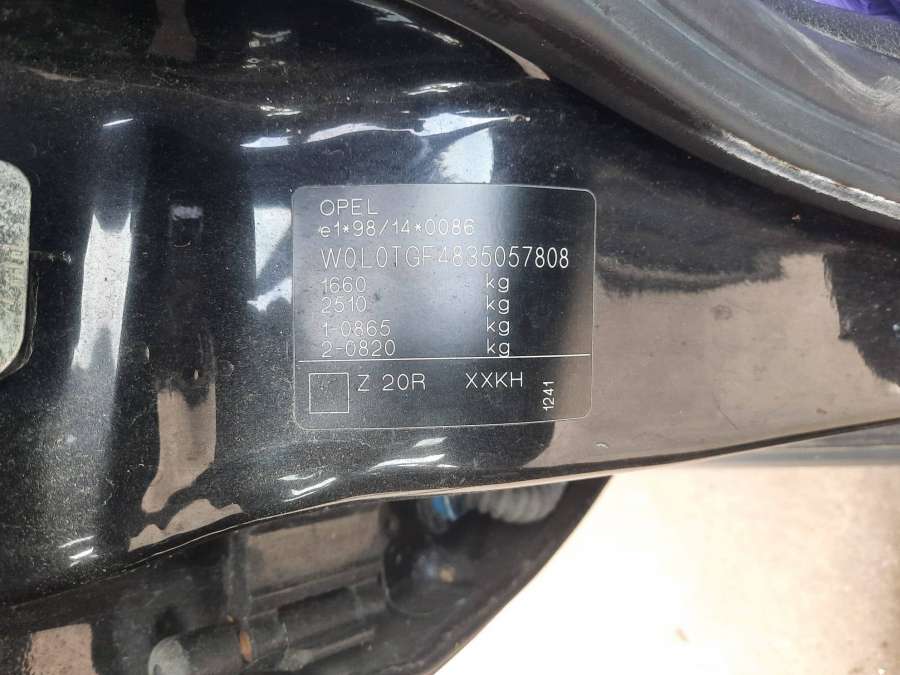 OPEL
e1*98/14*0086
W0L0TGF4835057808
1660 kg
2510 kg
1-0865 kg
2-0820 kg
Z 20R XXKH
1241